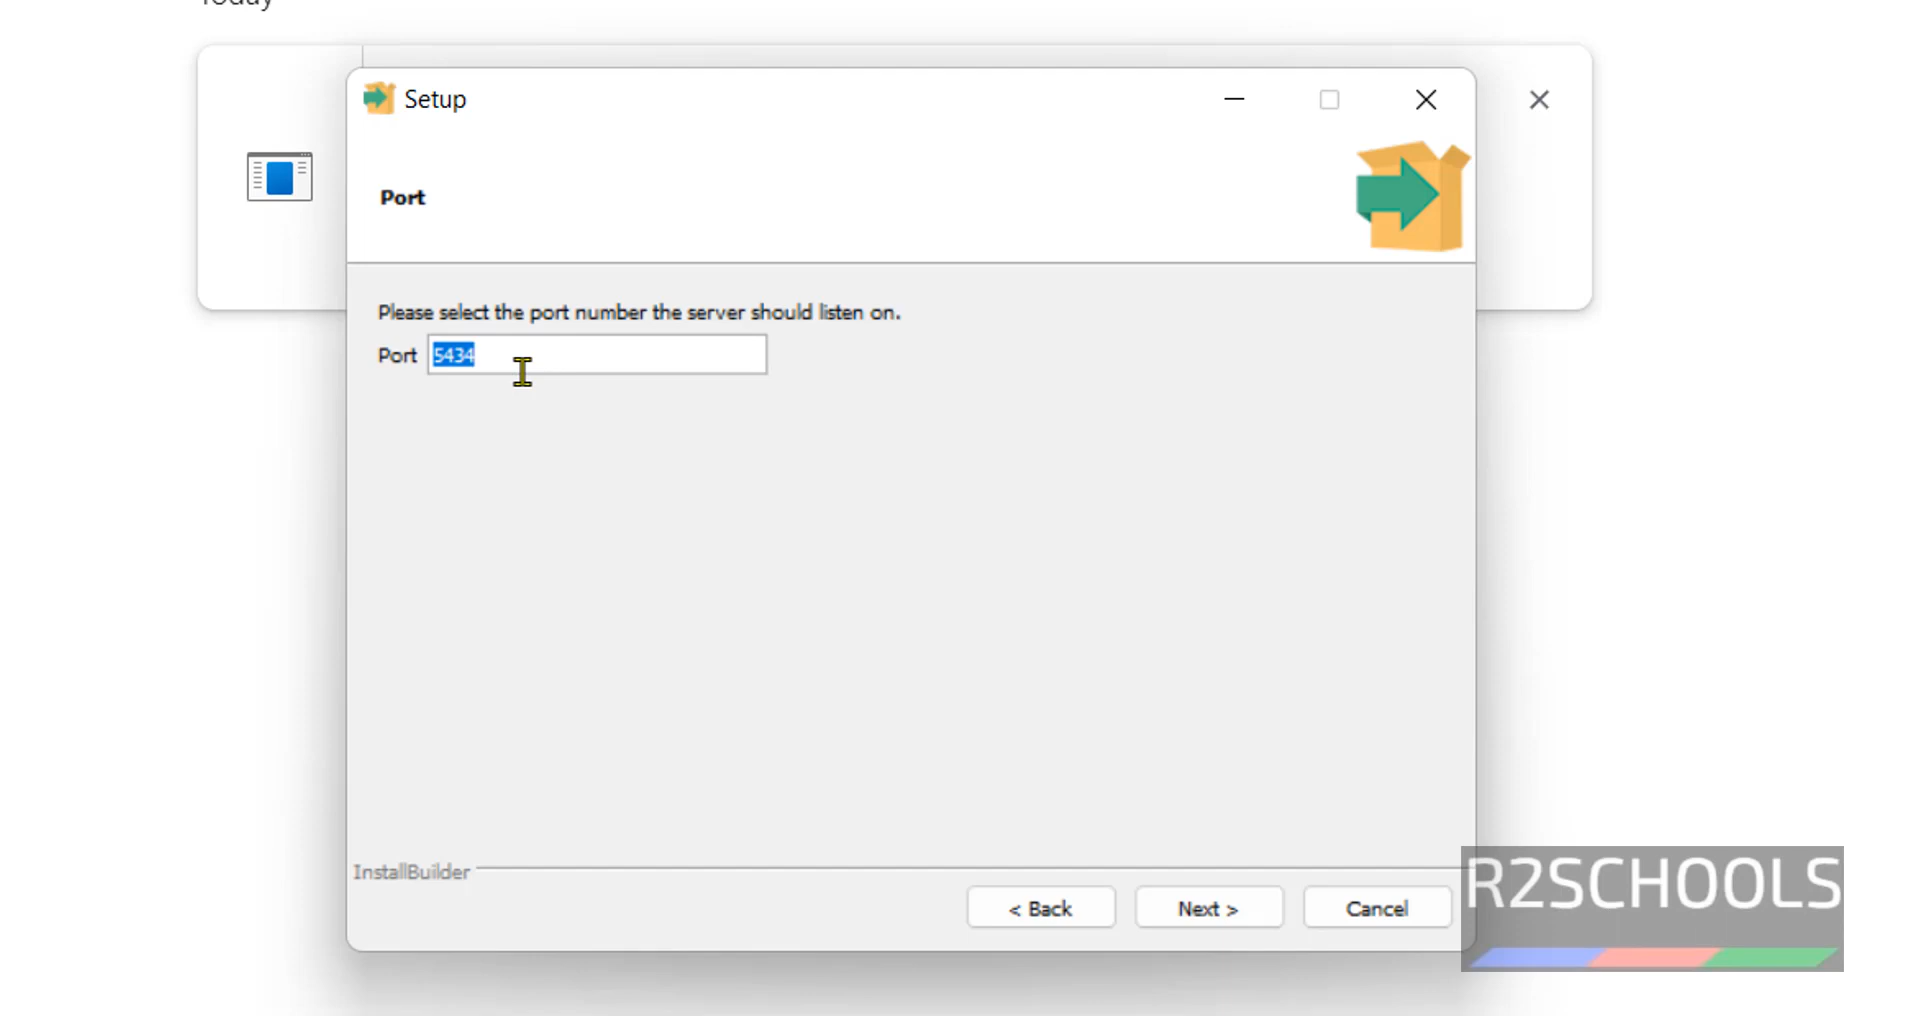 Today
Setup
Port
Please select the port number the server should listen on.
Port 5434
InstallBuilder
< Back
Next >
Cancel
R2SCHOOLS